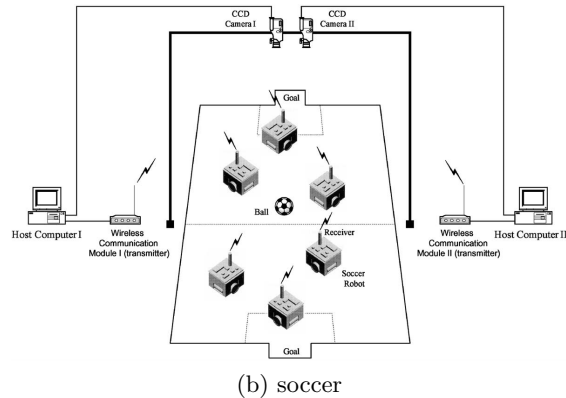 CCD
Camera I
CCD
Camera II
Goal
Ball
Receiver
Host Computer I
Wireless
Communication
Module I (transmitter)
Soccer
Robot
Wireless
Communication
Module II (transmitter)
Host Computer II
Goal
(b) soccer